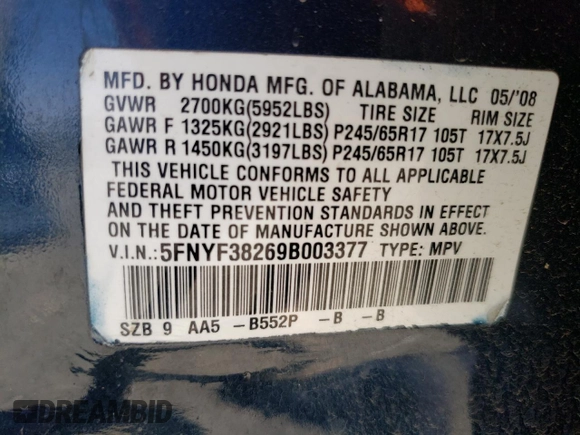 MFD. BY HONDA MFG. OF ALABAMA, LLC 05/'08
GVWR 2700KG(5952LBS) TIRE SIZE RIM SIZE
GAWR F 1325KG(2921LBS) P245/65R17 105T 17X7.5J
GAWR R 1450KG(3197LBS) P245/65R17 105T 17X7.5J
THIS VEHICLE CONFORMS TO ALL APPLICABLE
FEDERAL MOTOR VEHICLE SAFETY
AND THEFT PREVENTION STANDARDS IN EFFECT
ON THE DATE OF MANUFACTURE SHOWN ABOVE.
V.I.N.: 5FNYF38269B003377 TYPE: MPV
SZB 9 AA5 -B552P -B -B
DREAMBID